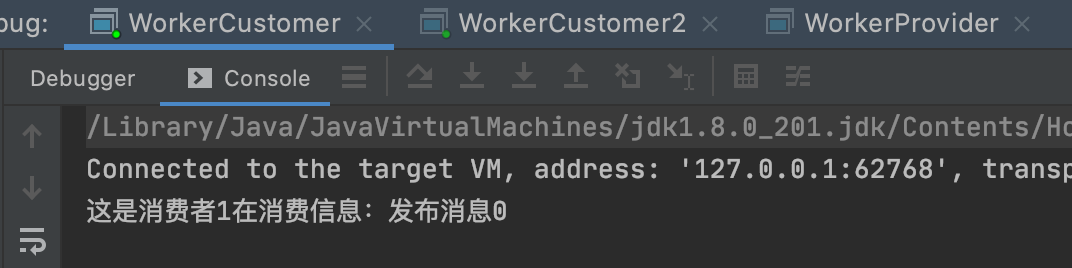 bug: WorkerCustomer WorkerCustomer2 WorkerProvider
Debugger Console
/Library/Java/JavaVirtualMachines/jdk1.8.0_201.jdk/Contents/Ho
Connected to the target VM, address: '127.0.0.1:62768', transp
这是消费者1在消费信息：发布消息0